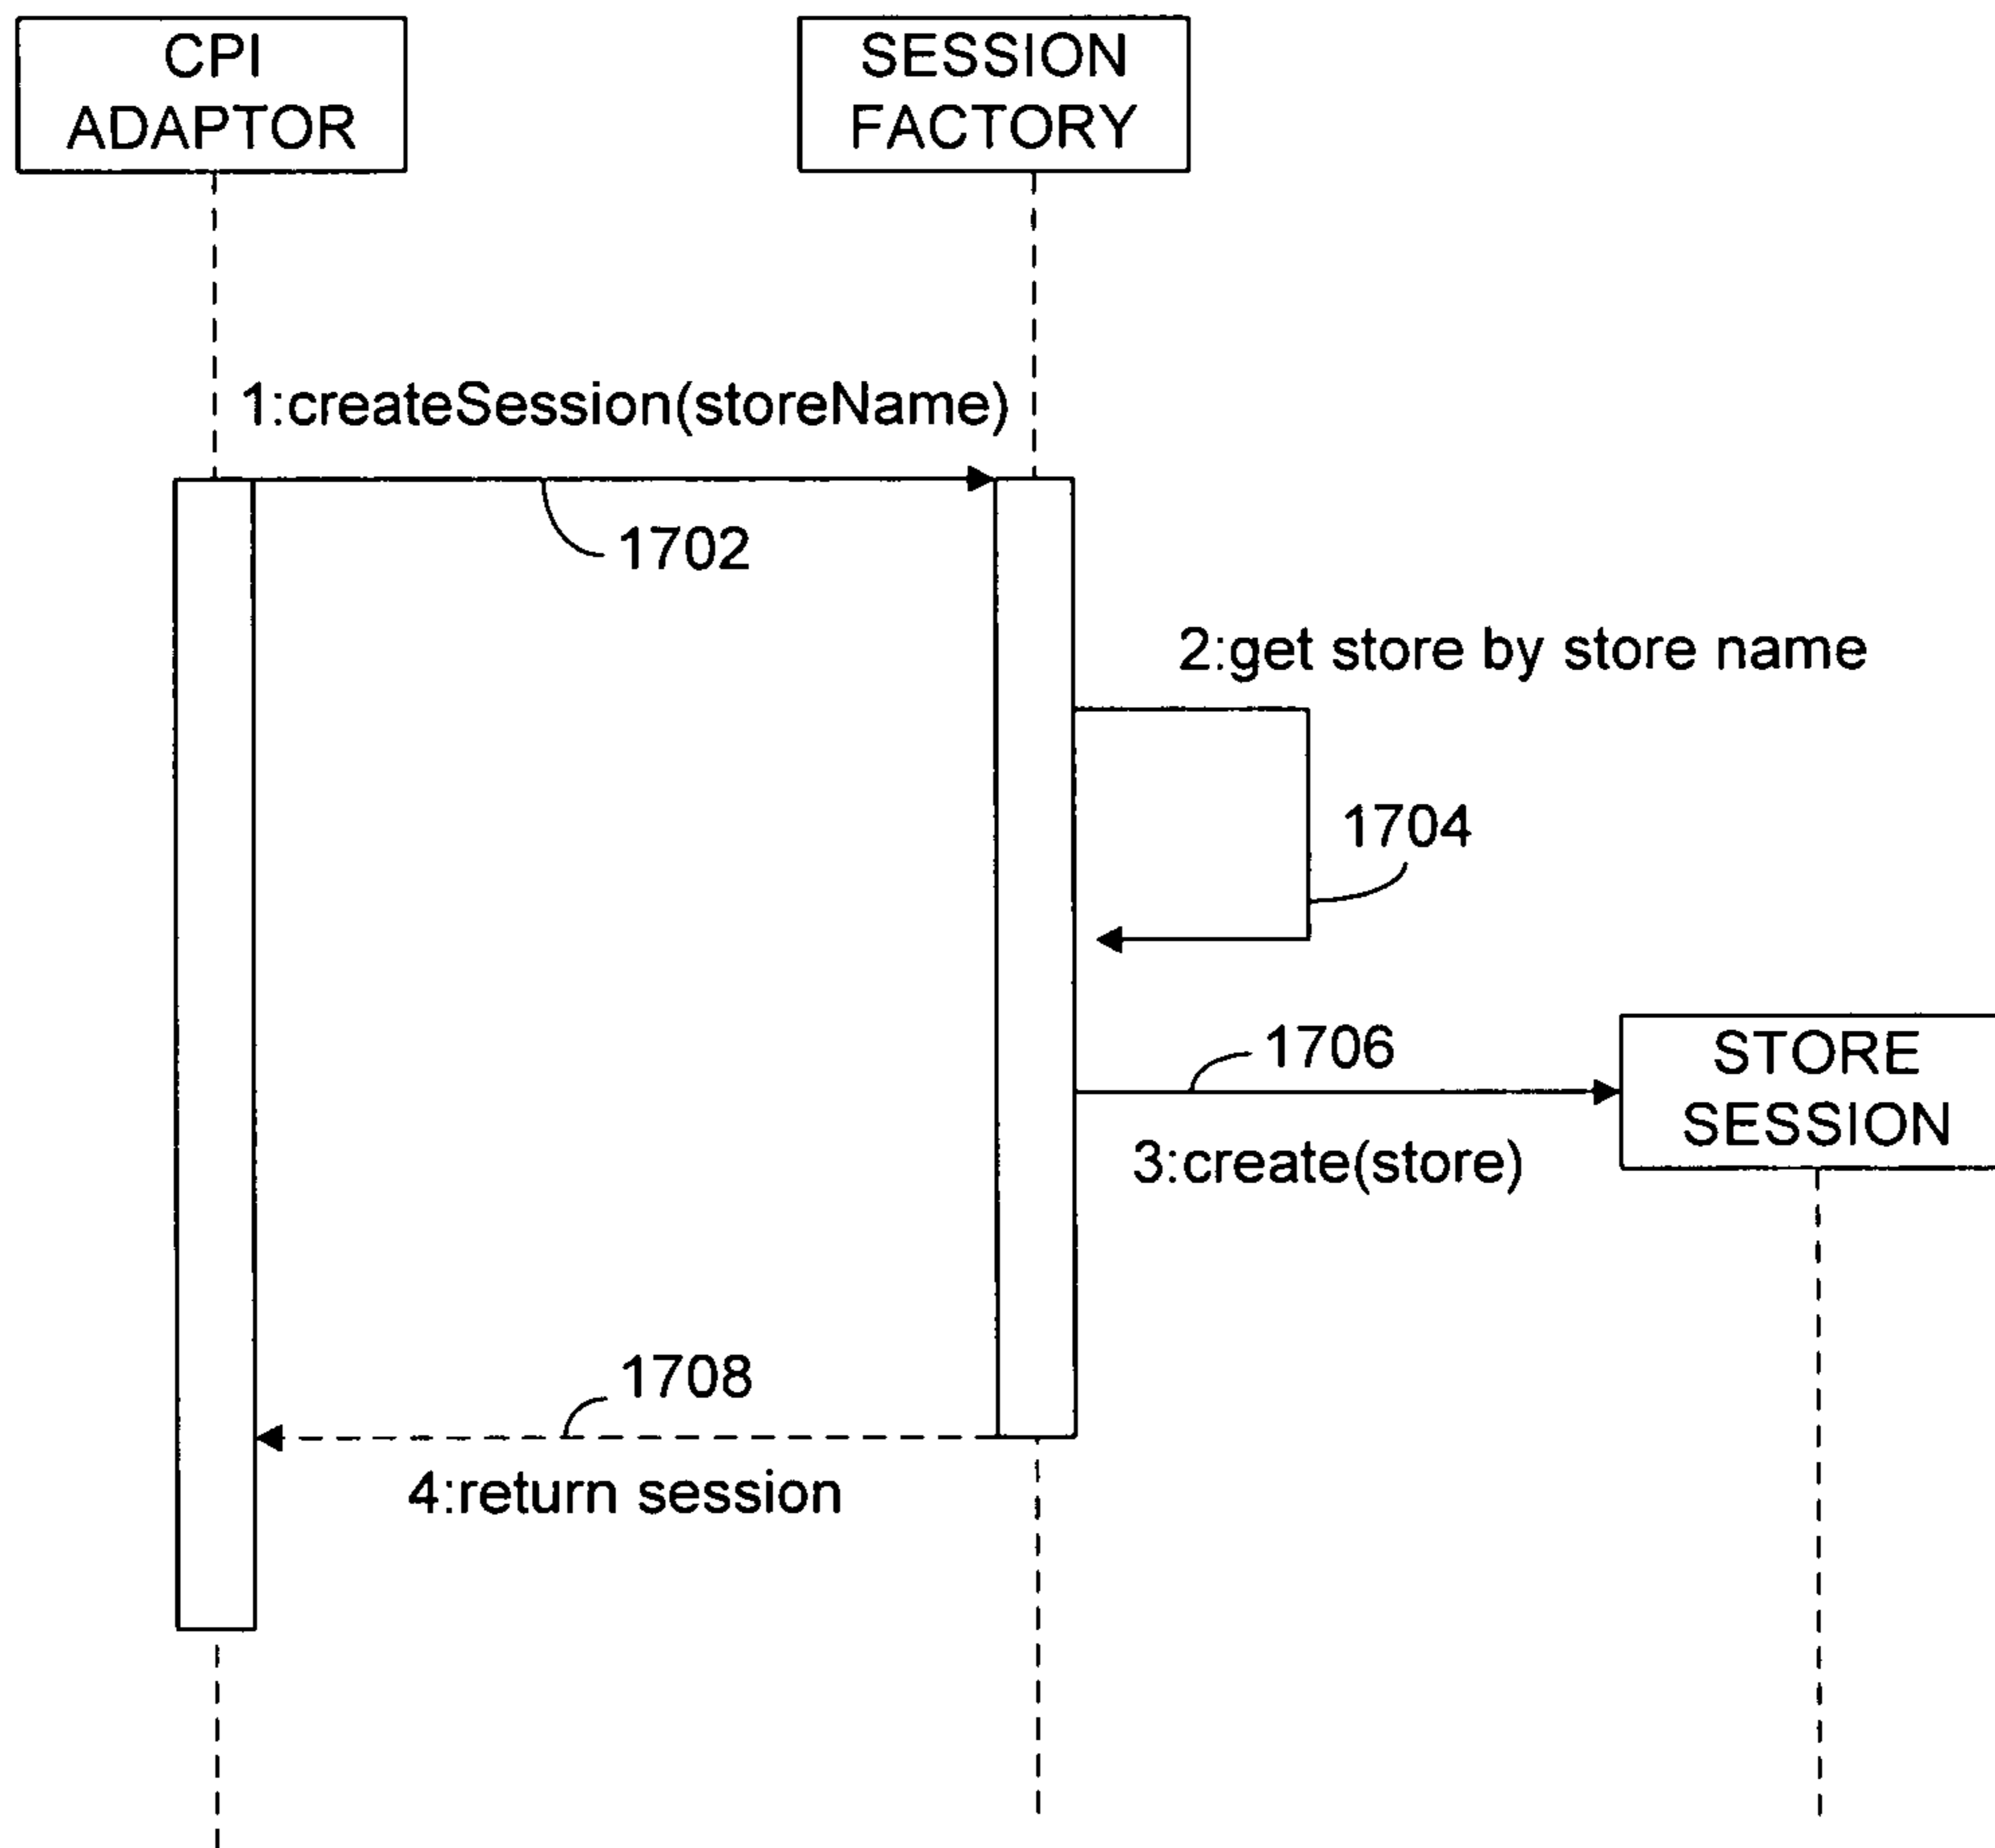 CPI
ADAPTOR
SESSION
FACTORY
1:createSession(storeName)
1702
2:get store by store name
1704
1706
STORE
SESSION
3:create(store)
1708
4:return session